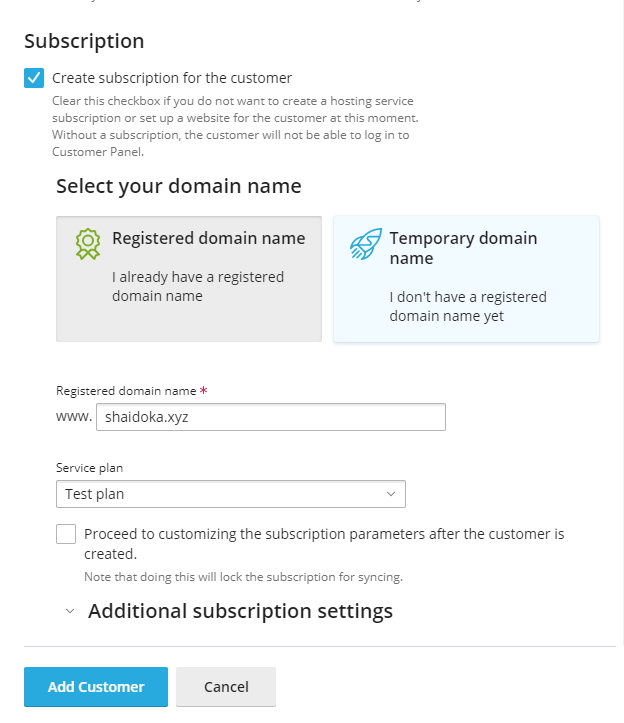 Subscription
Create subscription for the customer
Clear this checkbox if you do not want to create a hosting service
subscription or set up a website for the customer at this moment.
Without a subscription, the customer will not be able to log in to
Customer Panel.
Select your domain name
Registered domain name
I already have a registered
domain name
Temporary domain
name
I don't have a registered
domain name yet
Registered domain name *
www. shaidoka.xyz
Service plan
Test plan
Proceed to customizing the subscription parameters after the customer is
created.
Note that doing this will lock the subscription for syncing.
Additional subscription settings
Add Customer Cancel